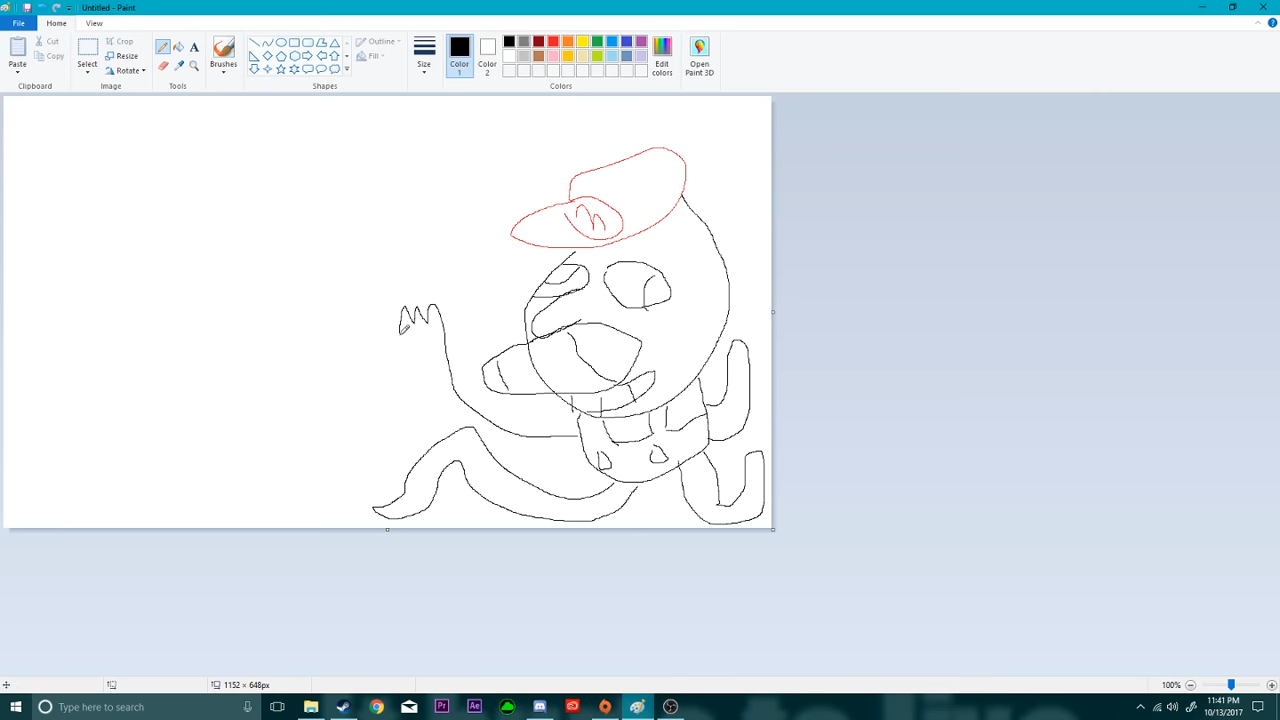 Untitled - Paint
File
Home
View
Paste
Cut
Copy
Clipboard
Select
Crop
Resize
Rotate
Image
A
Tools
Brushes
Shapes
Outline
Fill
Size
Color 1
Color 2
Edit colors
Colors
Open Paint 3D
m
1152 × 648px
100%
Type here to search
Pr
Ae
11:41 PM
10/13/2017